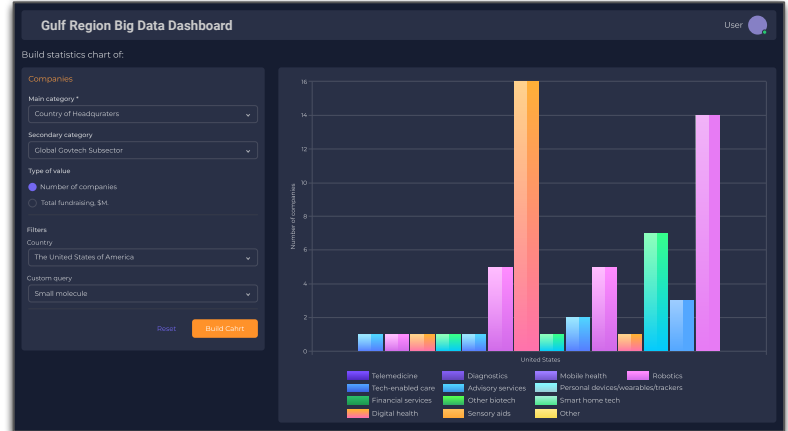 Gulf Region Big Data Dashboard
User
Build statistics chart of:
Companies
Main category *
Country of Headquraters
Secondary category
Global Govtech Subsector
Type of value
Number of companies
Total fundraising, $M.
Filters
Country
The United States of America
Custom query
Small molecule
Reset
Build Cahrt
Number of companies
16
14
12
10
8
6
4
2
0
United States
Telemedicine
Diagnostics
Mobile health
Robotics
Tech-enabled care
Advisory services
Personal devices/wearables/trackers
Financial services
Other biotech
Smart home tech
Digital health
Sensory aids
Other